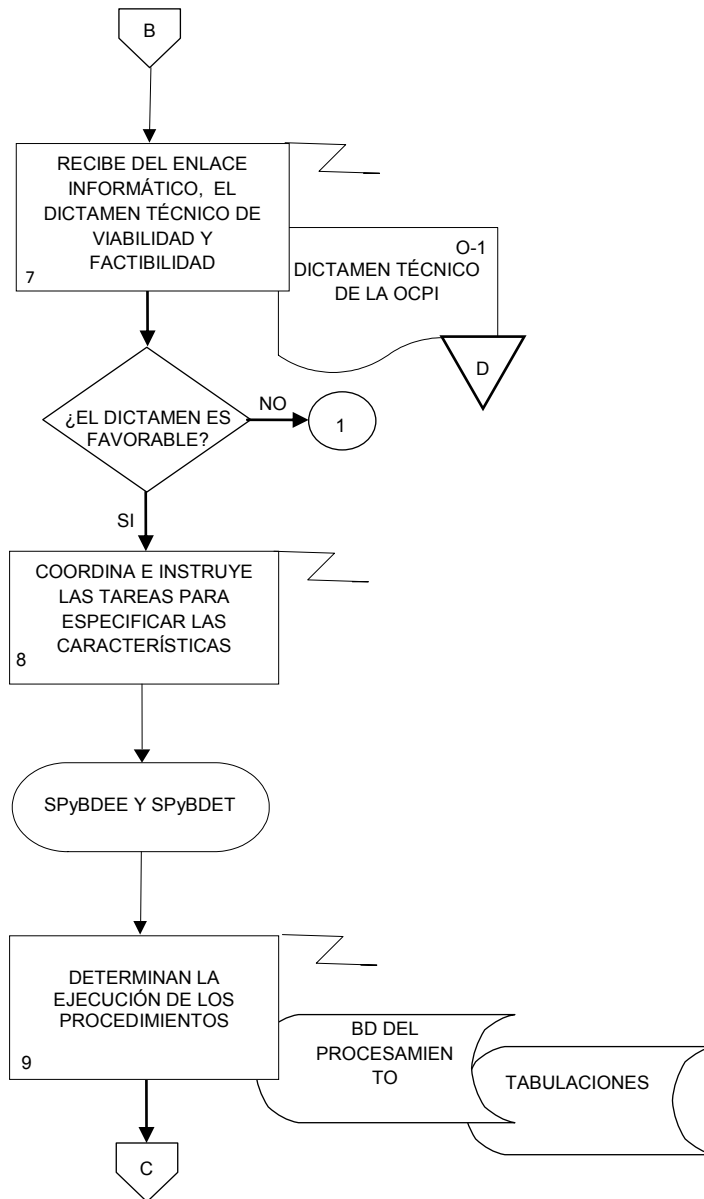 B
RECIBE DEL ENLACE
INFORMÁTICO, EL
DICTAMEN TÉCNICO DE
VIABILIDAD Y
FACTIBILIDAD
7
O-1
DICTAMEN TÉCNICO
DE LA OCPI
D
¿EL DICTAMEN ES
FAVORABLE?
NO
1
SI
COORDINA E INSTRUYE
LAS TAREAS PARA
ESPECIFICAR LAS
CARACTERÍSTICAS
8
SPyBDEE Y SPyBDET
DETERMINAN LA
EJECUCIÓN DE LOS
PROCEDIMIENTOS
9
BD DEL
PROCESAMIEN
TO
TABULACIONES
C